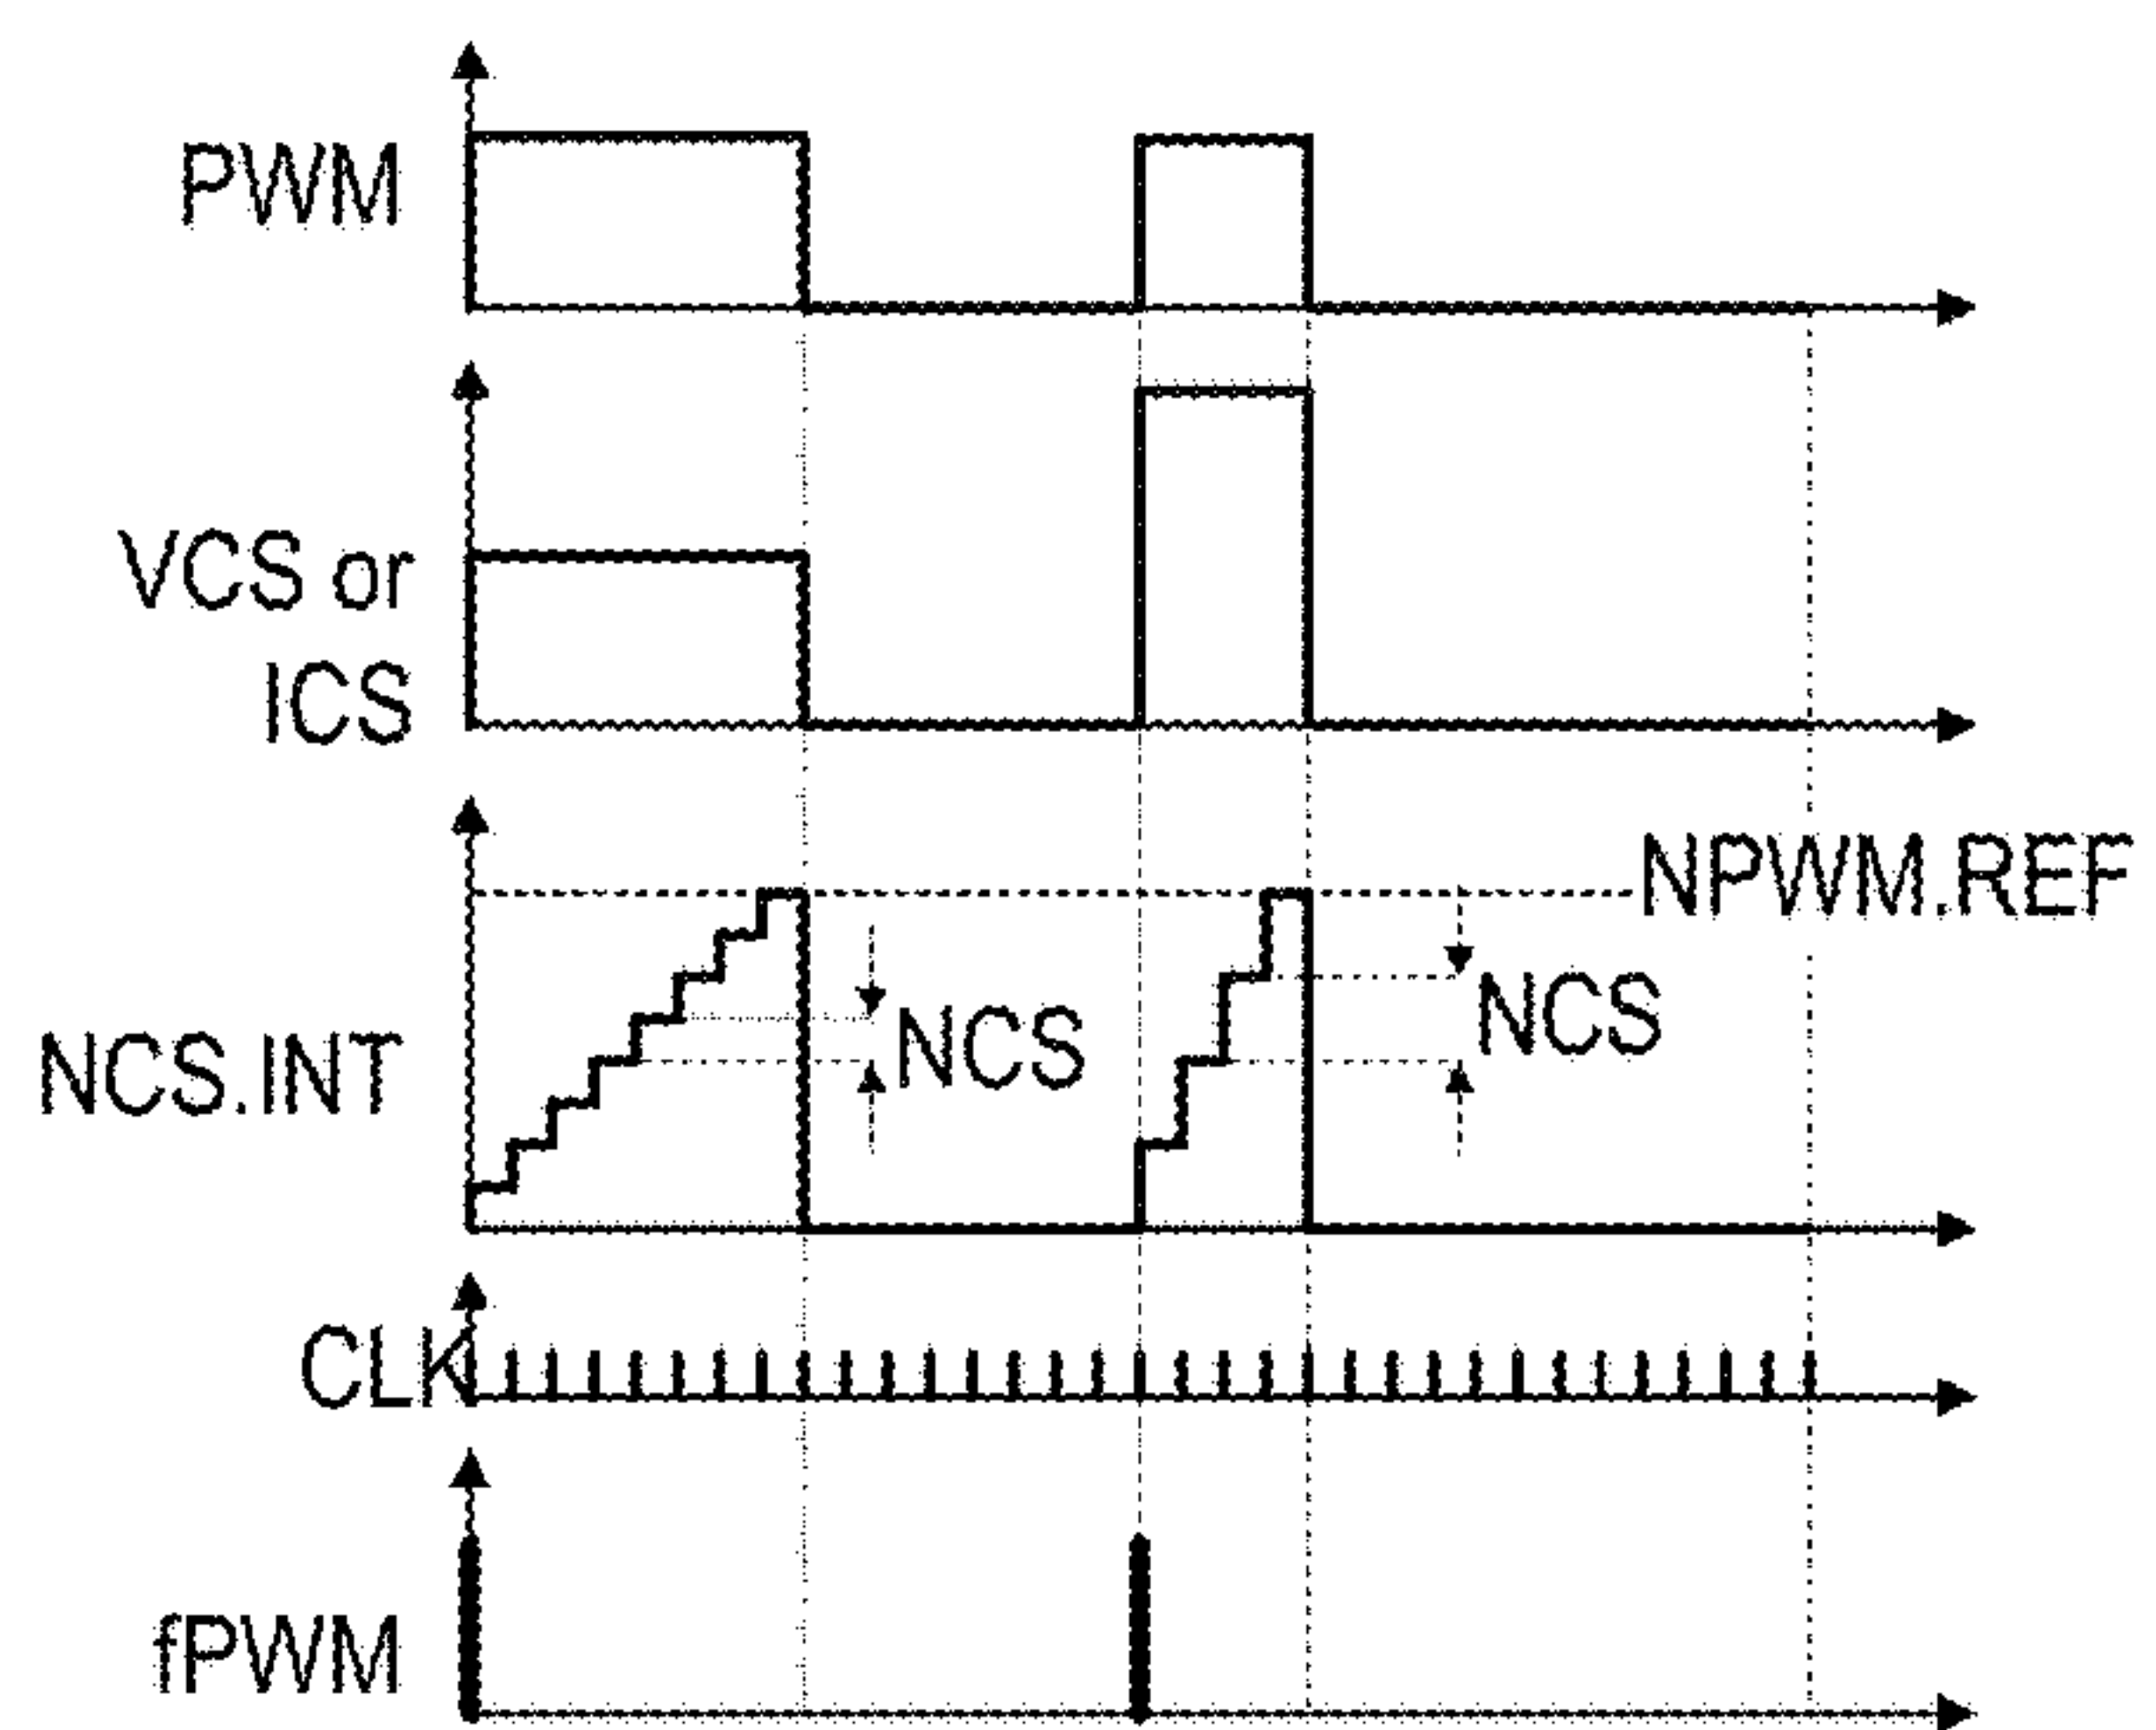 PWM
VCS or
ICS
NPWM.REF
NCS
NCS
NCS.INT
CLK
fPWM